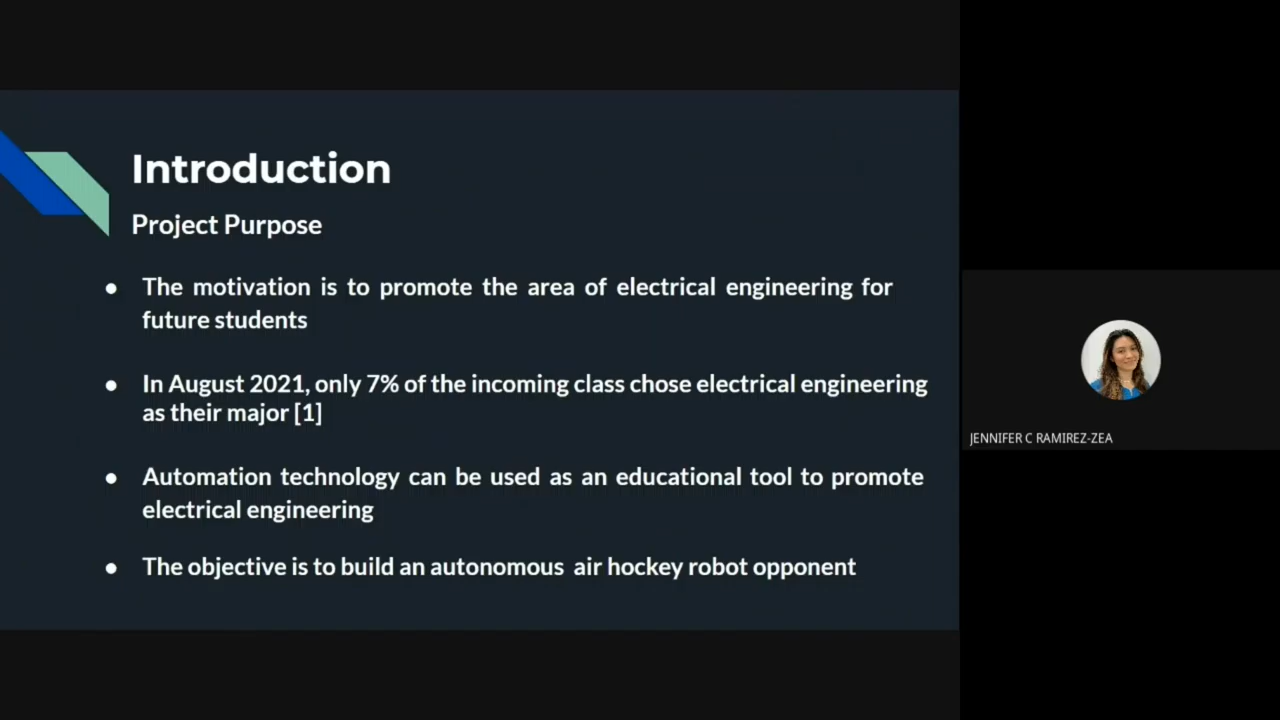 Introduction
Project Purpose
● The motivation is to promote the area of electrical engineering for
future students
● In August 2021, only 7% of the incoming class chose electrical engineering
as their major [1]
● Automation technology can be used as an educational tool to promote
electrical engineering
● The objective is to build an autonomous air hockey robot opponent
JENNIFER C RAMIREZ-ZEA